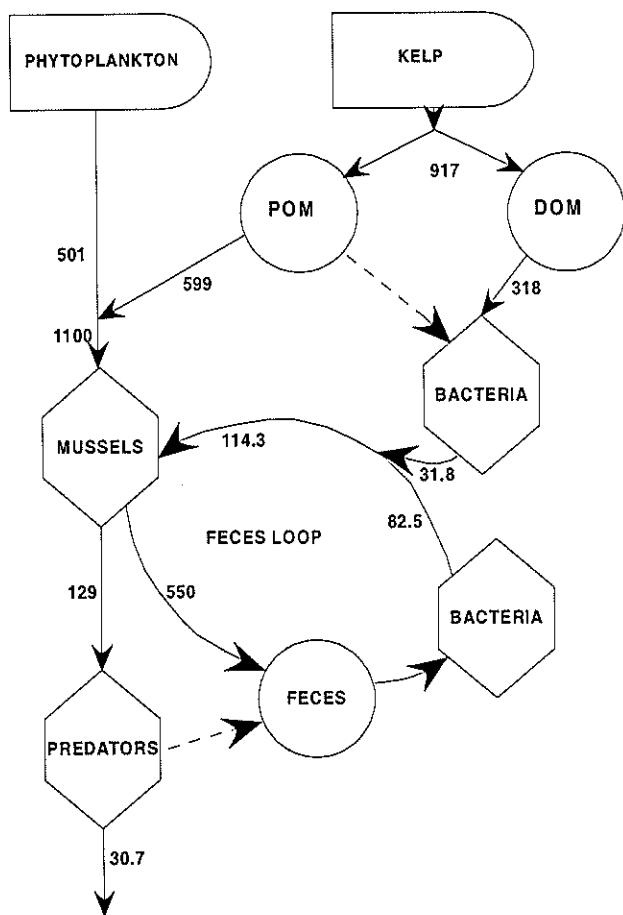 PHYTOPLANKTON
KELP
917
POM
DOM
501
599
318
1100
BACTERIA
MUSSELS
114.3
31.8
82.5
FECES LOOP
129
550
BACTERIA
FECES
PREDATORS
30.7